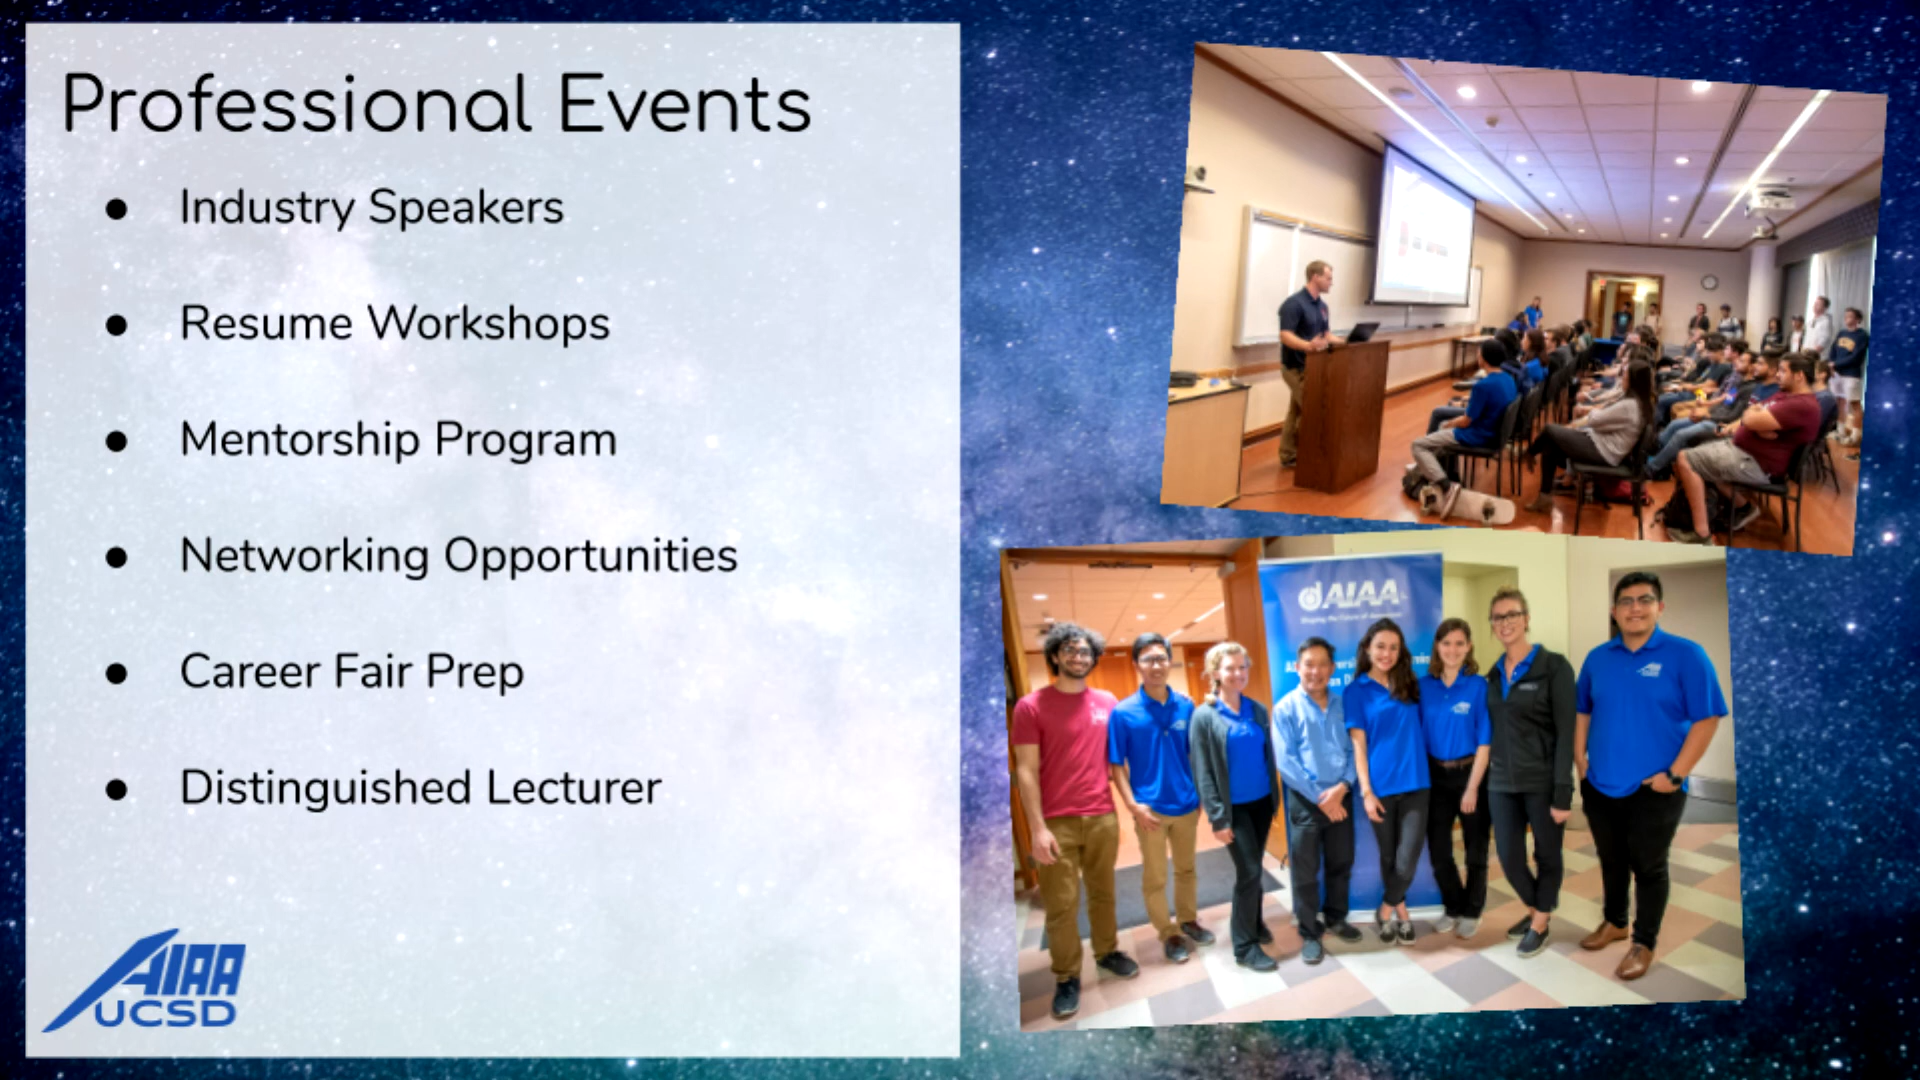 Professional Events
● Industry Speakers
● Resume Workshops
● Mentorship Program
● Networking Opportunities
● Career Fair Prep
● Distinguished Lecturer
AIAA
UCSD
AIAA